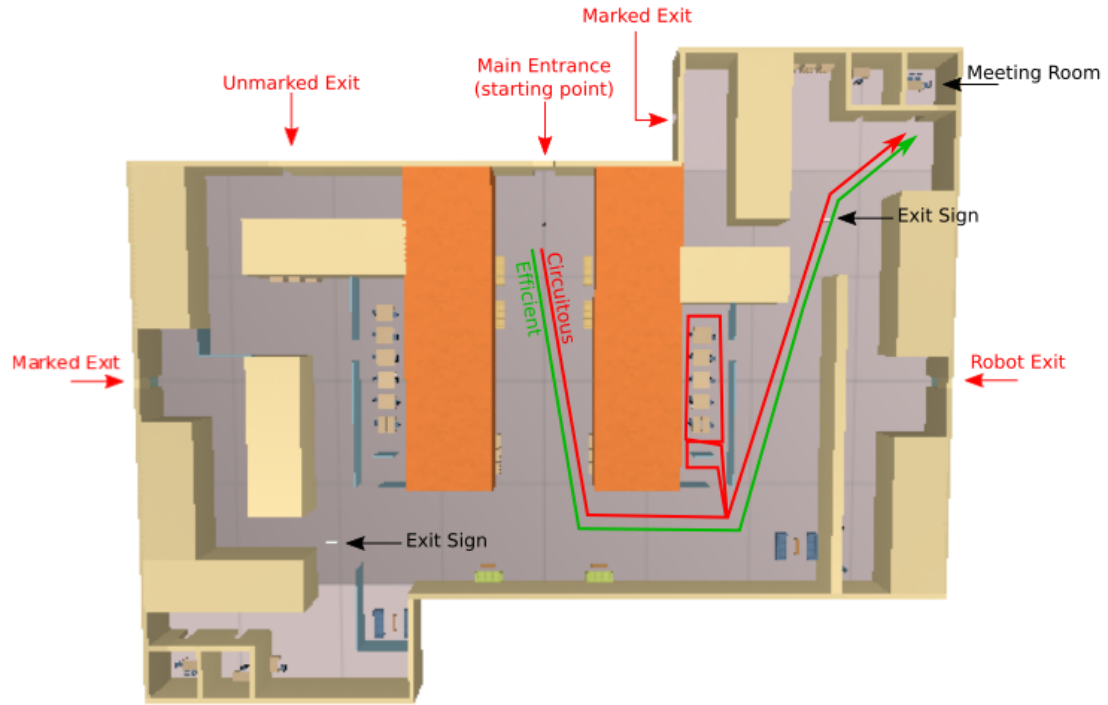 Marked Exit
Main Entrance
(starting point)
Unmarked Exit
Meeting Room
Exit Sign
Efficient
Circuitous
Marked Exit
Robot Exit
Exit Sign